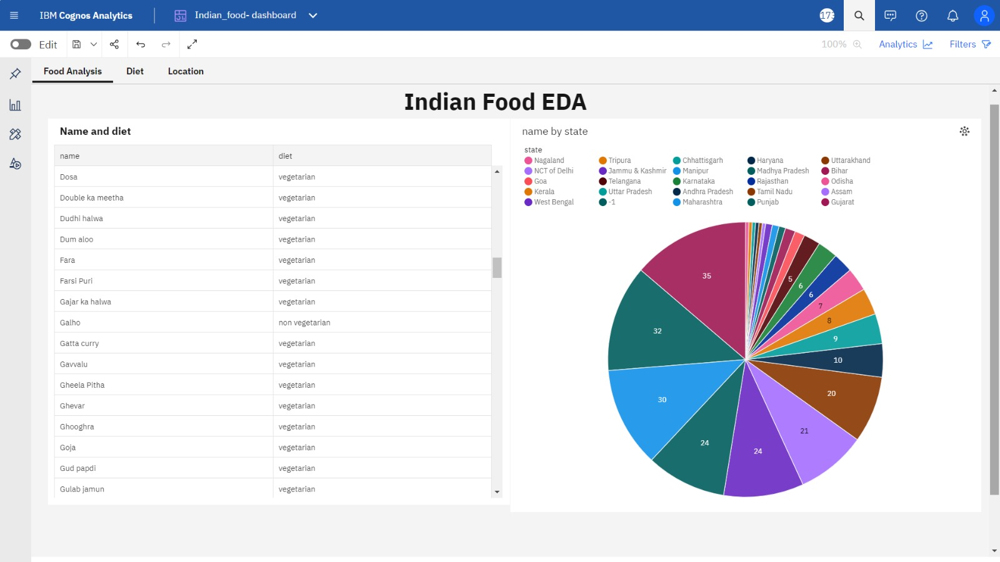 IBM Cognos Analytics
Indian_food- dashboard
173
Edit
100%
Analytics
Filters
Food Analysis
Diet
Location
Indian Food EDA
Name and diet
name diet
Dosa vegetarian
Double ka meetha vegetarian
Dudhi halwa vegetarian
Dum aloo vegetarian
Fara vegetarian
Farsi Puri vegetarian
Gajar ka halwa vegetarian
Galho non vegetarian
Gatta curry vegetarian
Gavvalu vegetarian
Gheela Pitha vegetarian
Ghevar vegetarian
Ghooghra vegetarian
Goja vegetarian
Gud papdi vegetarian
Gulab jamun vegetarian
name by state
state
Nagaland Tripura Chhattisgarh Haryana Uttarakhand
NCT of Delhi Jammu & Kashmir Manipur Madhya Pradesh Bihar
Goa Telangana Karnataka Rajasthan Odisha
Kerala Uttar Pradesh Andhra Pradesh Tamil Nadu Assam
West Bengal -1 Maharashtra Punjab Gujarat
35
5
6
6
7
8
9
10
20
21
24
24
30
32